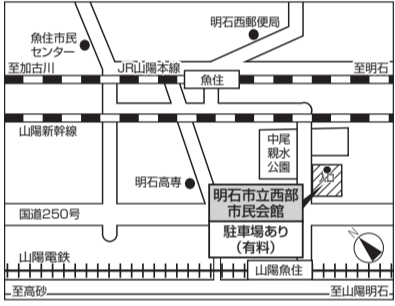 明石西郵便局
魚住市民
センター
至加古川
JR山陽本線
魚住
至明石
山陽新幹線
中尾
親水
公園
入口
明石高専
明石市立西部
市民会館
国道250号
駐車場あり
（有料）
N
山陽電鉄
山陽魚住
至高砂
至山陽明石